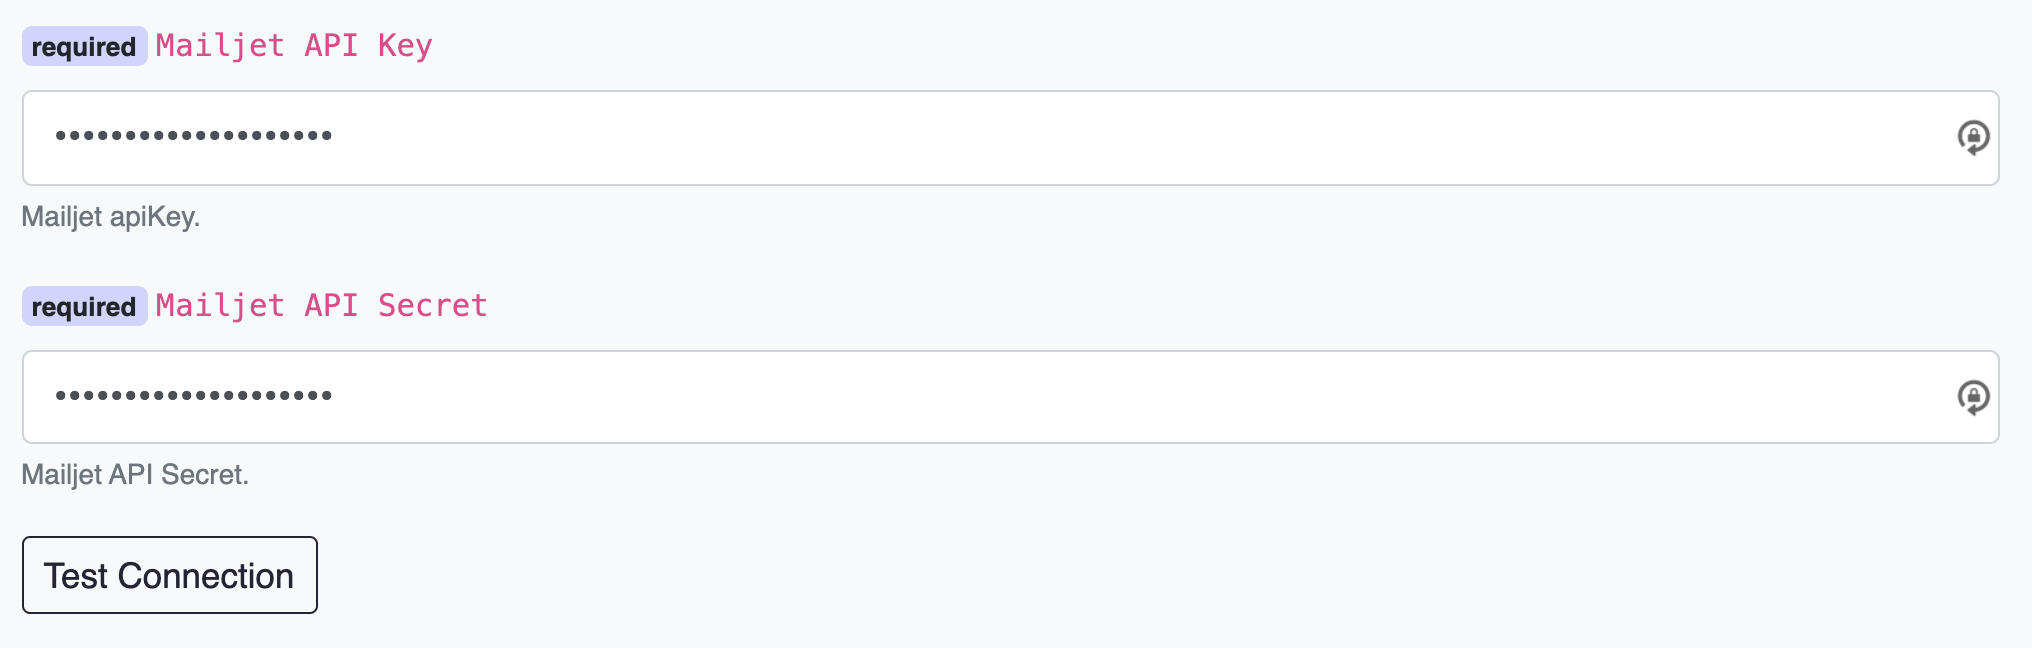 required Mailjet API Key
••••••••••••••••••••
Mailjet apiKey.
required Mailjet API Secret
••••••••••••••••••••
Mailjet API Secret.
Test Connection